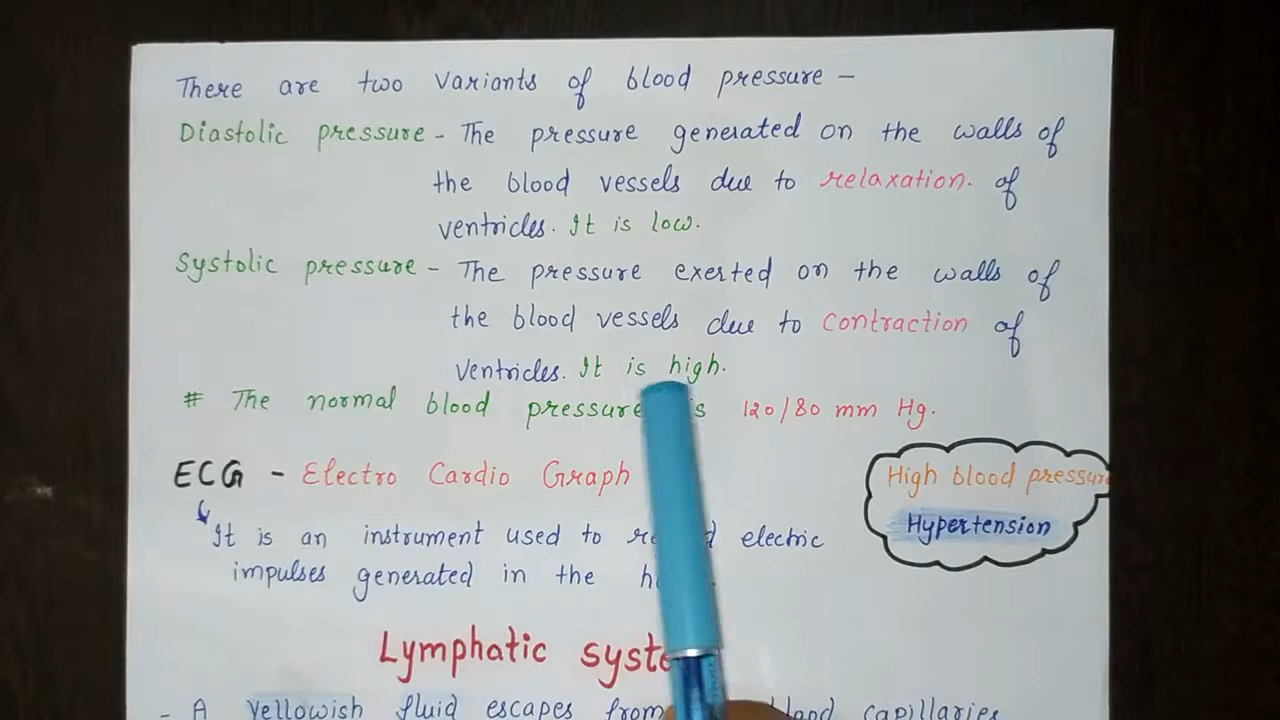 There are two variants of blood pressure –
Diastolic pressure - The pressure generated on the walls of
the blood vessels due to relaxation. of
ventricles. It is low.
Systolic pressure - The pressure exerted on the walls of
the blood vessels due to contraction of
ventricles. It is high.
# The normal blood pressure is 120/80 mm Hg.
ECG - Electro Cardio Graph
High blood pressure
Hypertension
It is an instrument used to electric
impulses generated in the
Lymphatic
- A yellowish fluid escapes from blood capillaries